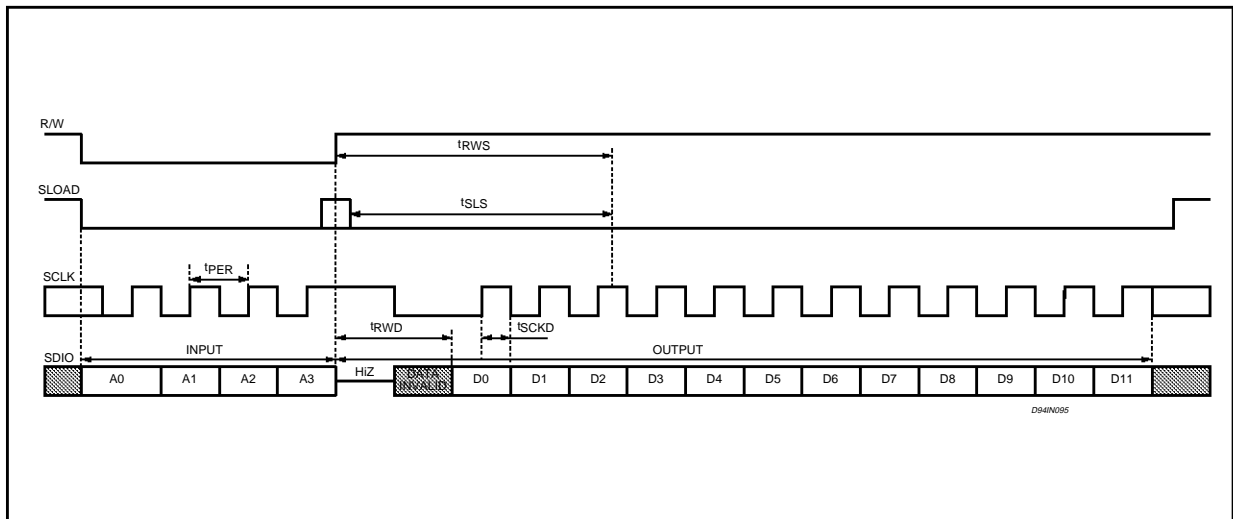 R/W
tRWS
SLOAD
tSLS
SCLK
tPER
tRWD
tSCKD
SDIO
INPUT
OUTPUT
A0 A1 A2 A3 HiZ DATA INVALID D0 D1 D2 D3 D4 D5 D6 D7 D8 D9 D10 D11
D94IN095